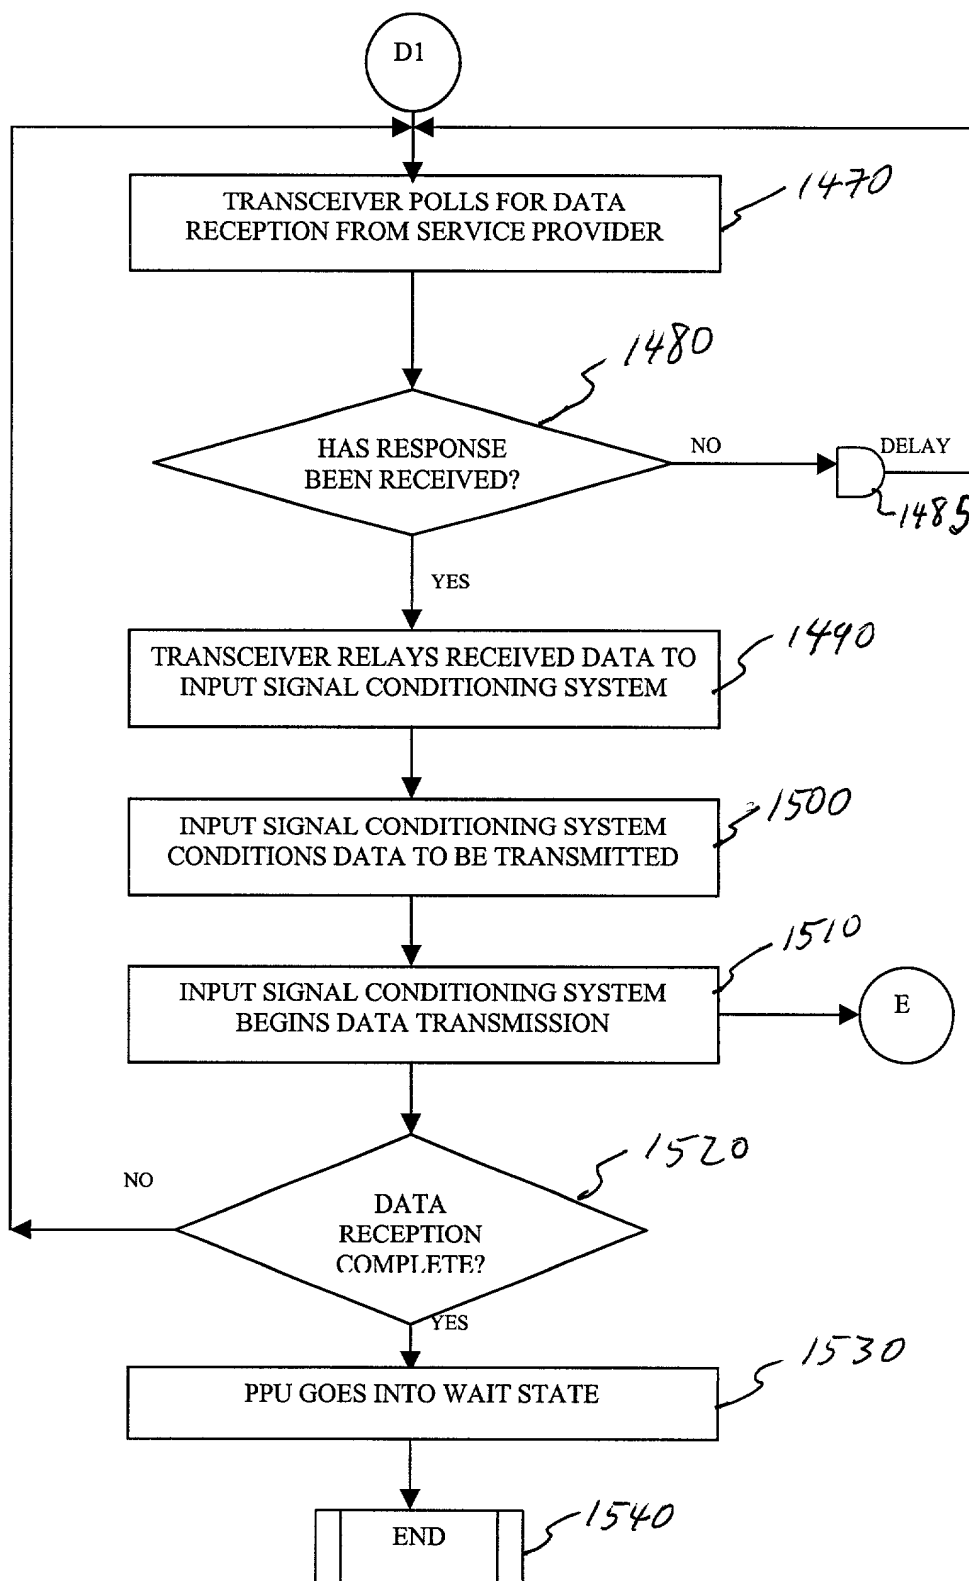 D1
TRANSCEIVER POLLS FOR DATA
RECEPTION FROM SERVICE PROVIDER
1470
1480
HAS RESPONSE
BEEN RECEIVED?
NO
DELAY
1485
YES
TRANSCEIVER RELAYS RECEIVED DATA TO
INPUT SIGNAL CONDITIONING SYSTEM
1490
INPUT SIGNAL CONDITIONING SYSTEM
CONDITIONS DATA TO BE TRANSMITTED
1500
INPUT SIGNAL CONDITIONING SYSTEM
BEGINS DATA TRANSMISSION
1510
E
1520
NO
DATA
RECEPTION
COMPLETE?
YES
PPU GOES INTO WAIT STATE
1530
END
1540